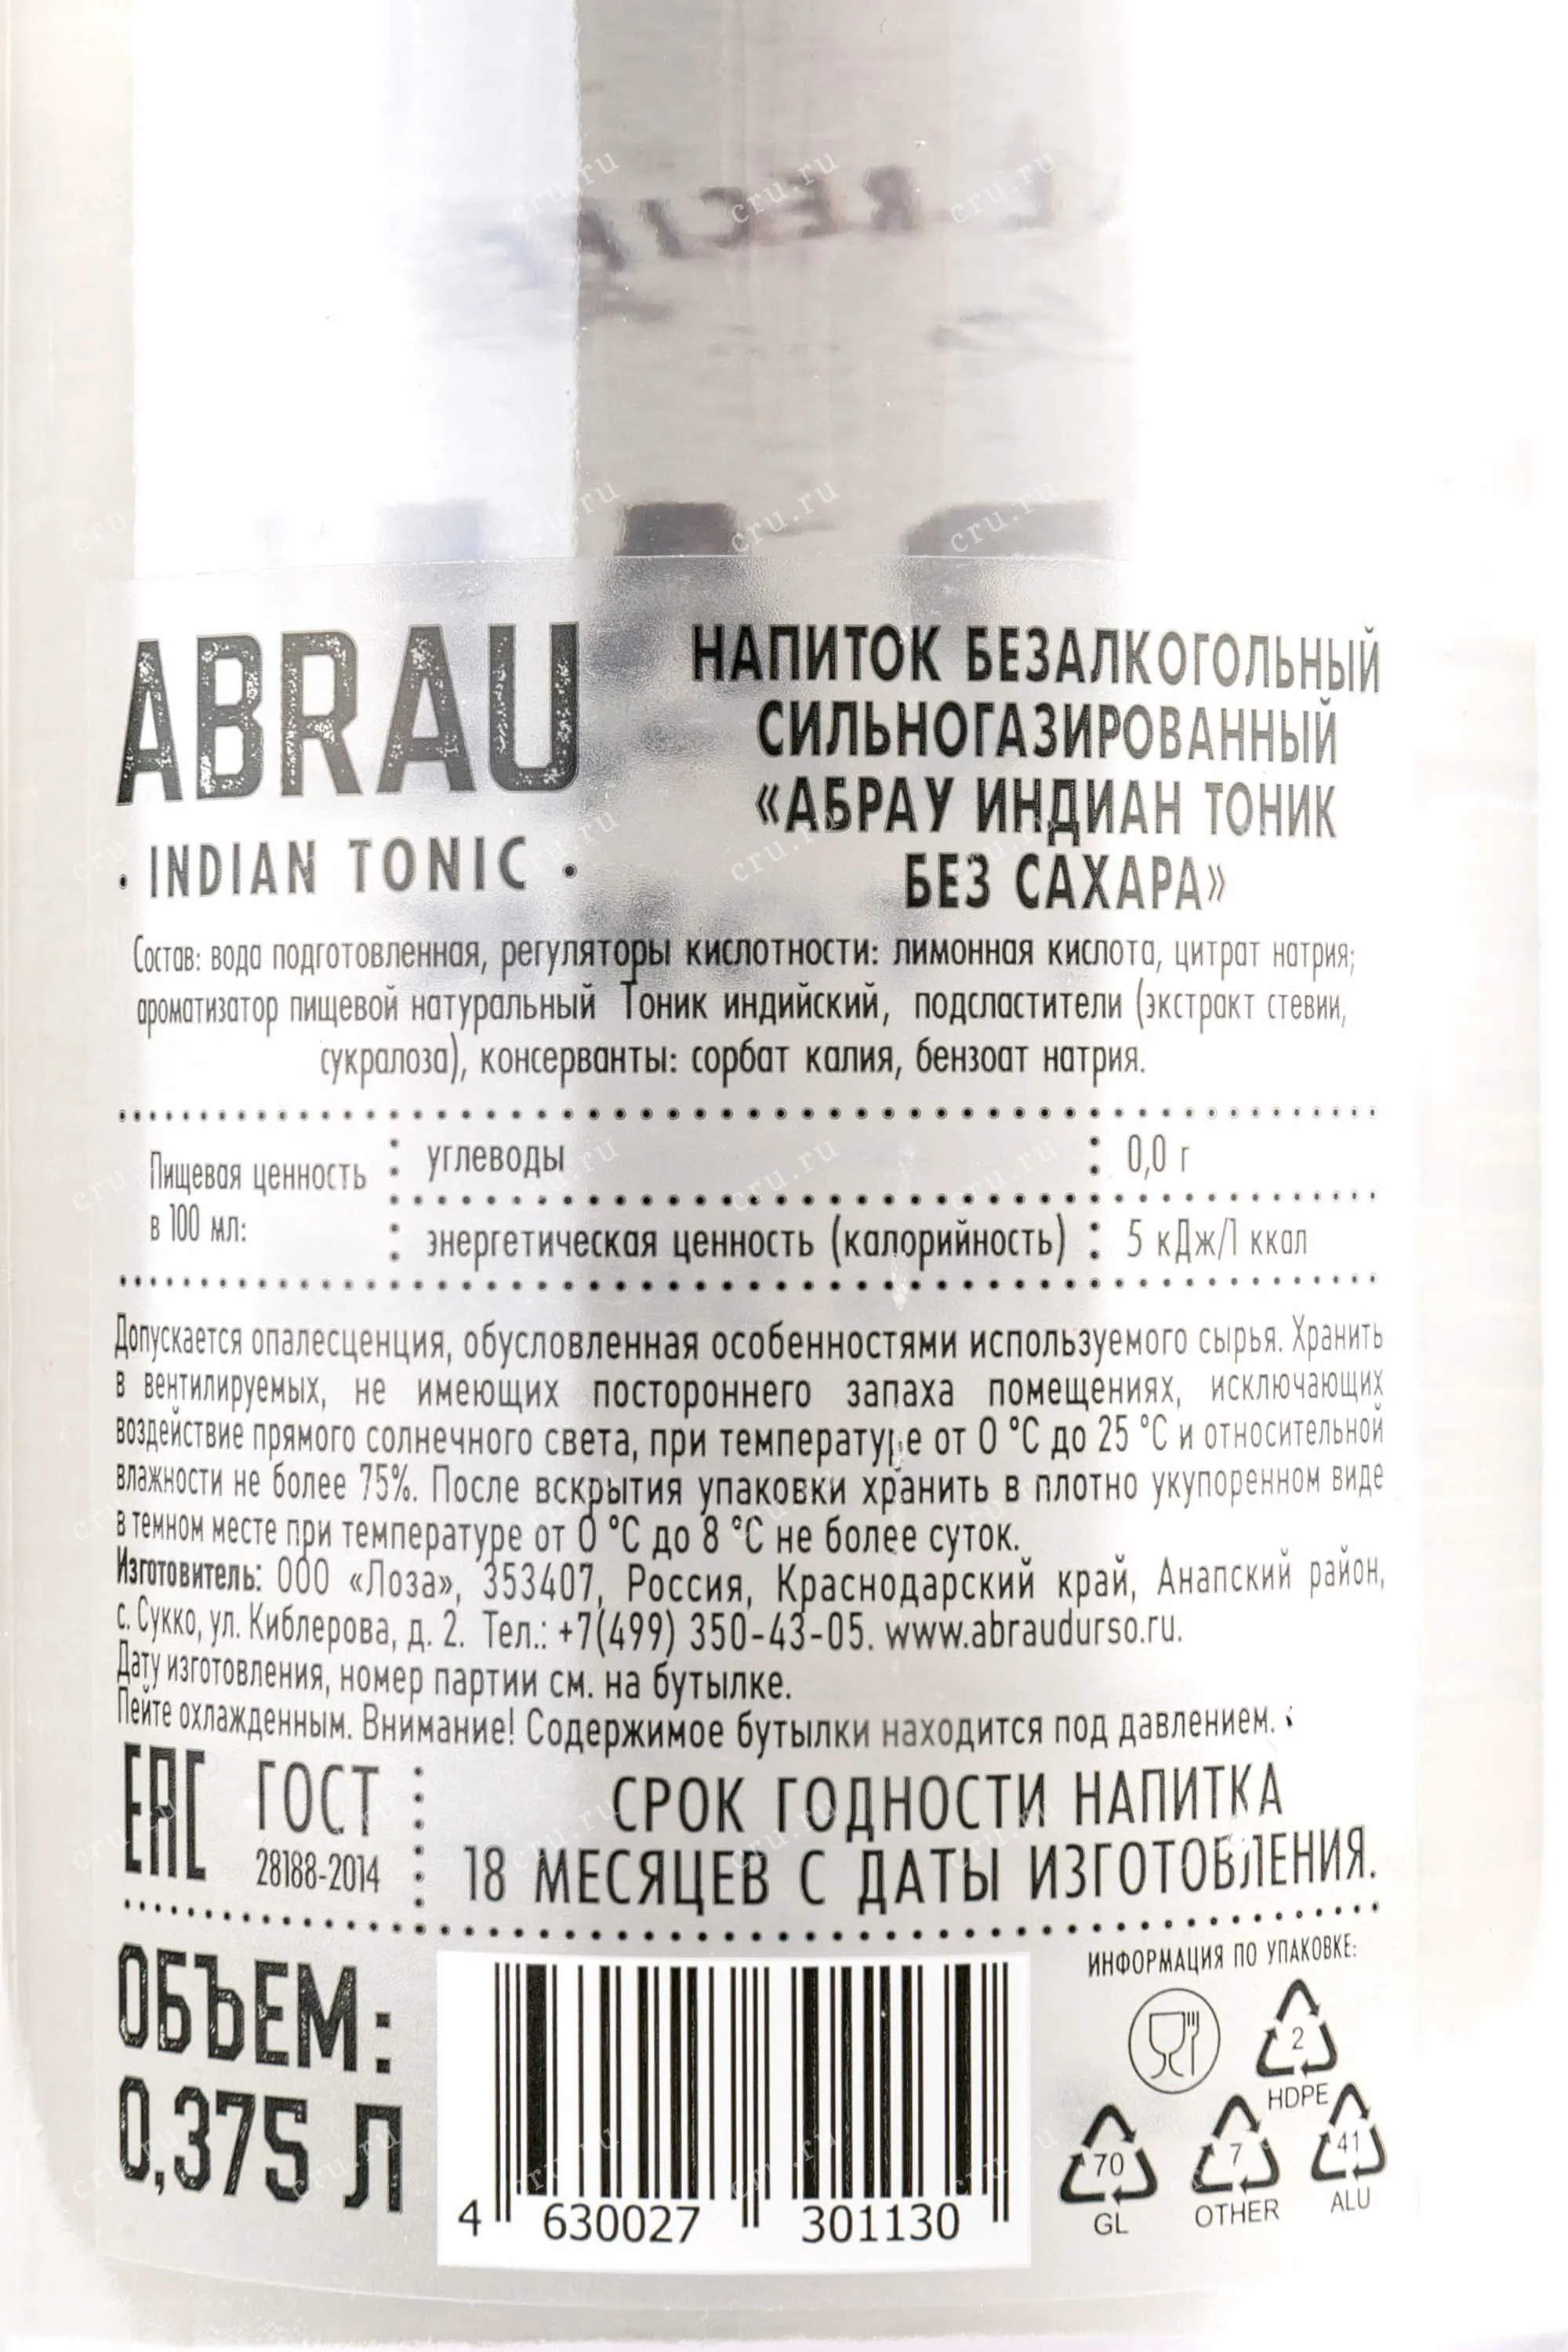 ABRAU
· INDIAN TONIC ·
НАПИТОК БЕЗАЛКОГОЛЬНЫЙ
СИЛЬНОГАЗИРОВАННЫЙ
«АБРАУ ИНДИАН ТОНИК
БЕЗ САХАРА»
Состав: вода подготовленная, регуляторы кислотности: лимонная кислота, цитрат натрия;
ароматизатор пищевой натуральный Тоник индийский, подсластители (экстракт стевии,
сукралоза), консерванты: сорбат калия, бензоат натрия.
Пищевая ценность
в 100 мл:
углеводы : 0,0 г
энергетическая ценность (калорийность) : 5 кДж/1 ккал
Допускается опалесценция, обусловленная особенностями используемого сырья. Хранить
в вентилируемых, не имеющих постороннего запаха помещениях, исключающих
воздействие прямого солнечного света, при температуре от 0 °С до 25 °С и относительной
влажности не более 75%. После вскрытия упаковки хранить в плотно укупоренном виде
в темном месте при температуре от 0 °С до 8 °С не более суток.
Изготовитель: ООО «Лоза», 353407, Россия, Краснодарский край, Анапский район,
с. Сукко, ул. Киблерова, д. 2. Тел.: +7(499) 350-43-05. www.abraudurso.ru.
Дату изготовления, номер партии см. на бутылке.
Пейте охлажденным. Внимание! Содержимое бутылки находится под давлением.
EAC
ГОСТ
28188-2014
СРОК ГОДНОСТИ НАПИТКА
18 МЕСЯЦЕВ С ДАТЫ ИЗГОТОВЛЕНИЯ.
ОБЪЕМ:
0,375 Л
4 630027 301130
ИНФОРМАЦИЯ ПО УПАКОВКЕ:
2
HDPE
70
GL
7
OTHER
41
ALU
cru.ru